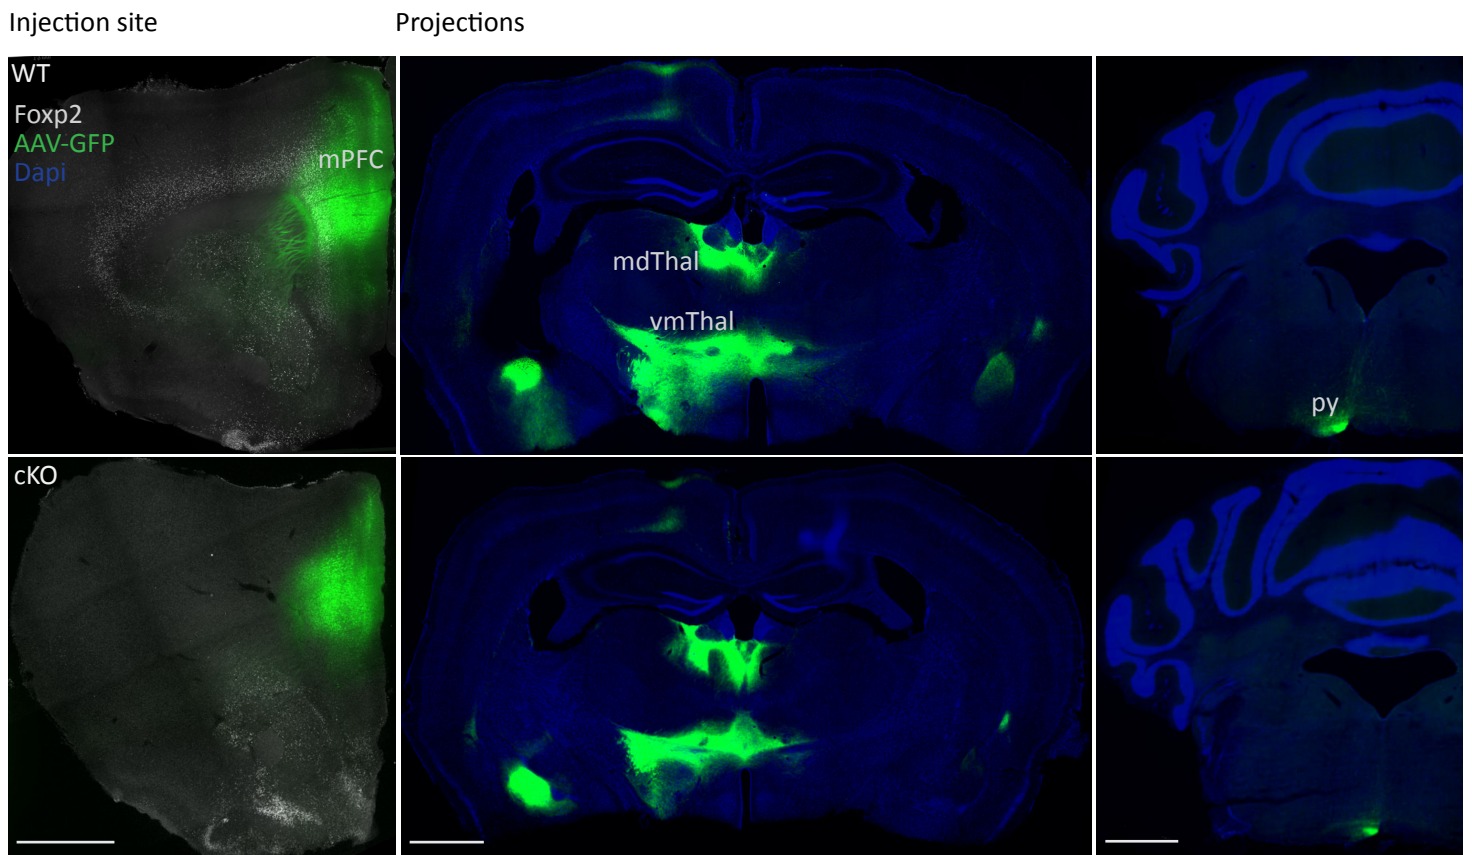 Injection site
Projections
WT
Foxp2
AAV-GFP
Dapi
mPFC
mdThal
vmThal
py
cKO